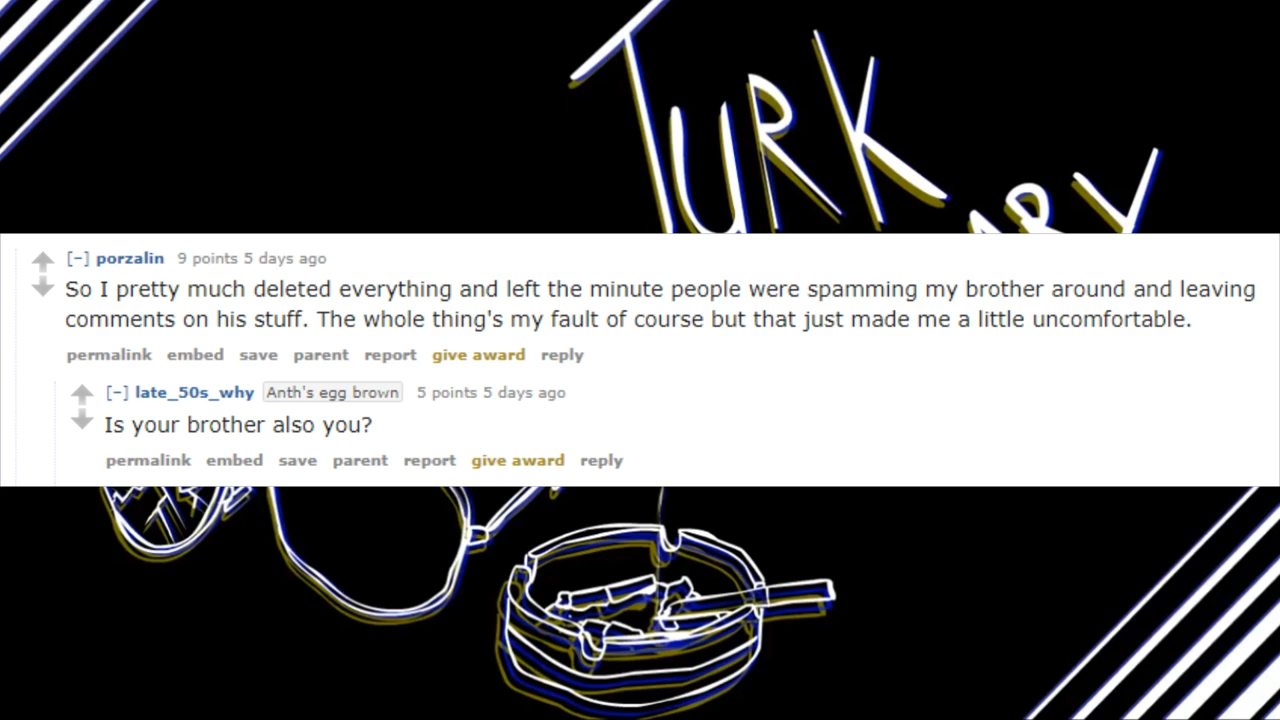 TURK
[-] porzalin 9 points 5 days ago
So I pretty much deleted everything and left the minute people were spamming my brother around and leaving
comments on his stuff. The whole thing's my fault of course but that just made me a little uncomfortable.
permalink embed save parent report give award reply
[-] late_50s_why Anth's egg brown 5 points 5 days ago
Is your brother also you?
permalink embed save parent report give award reply